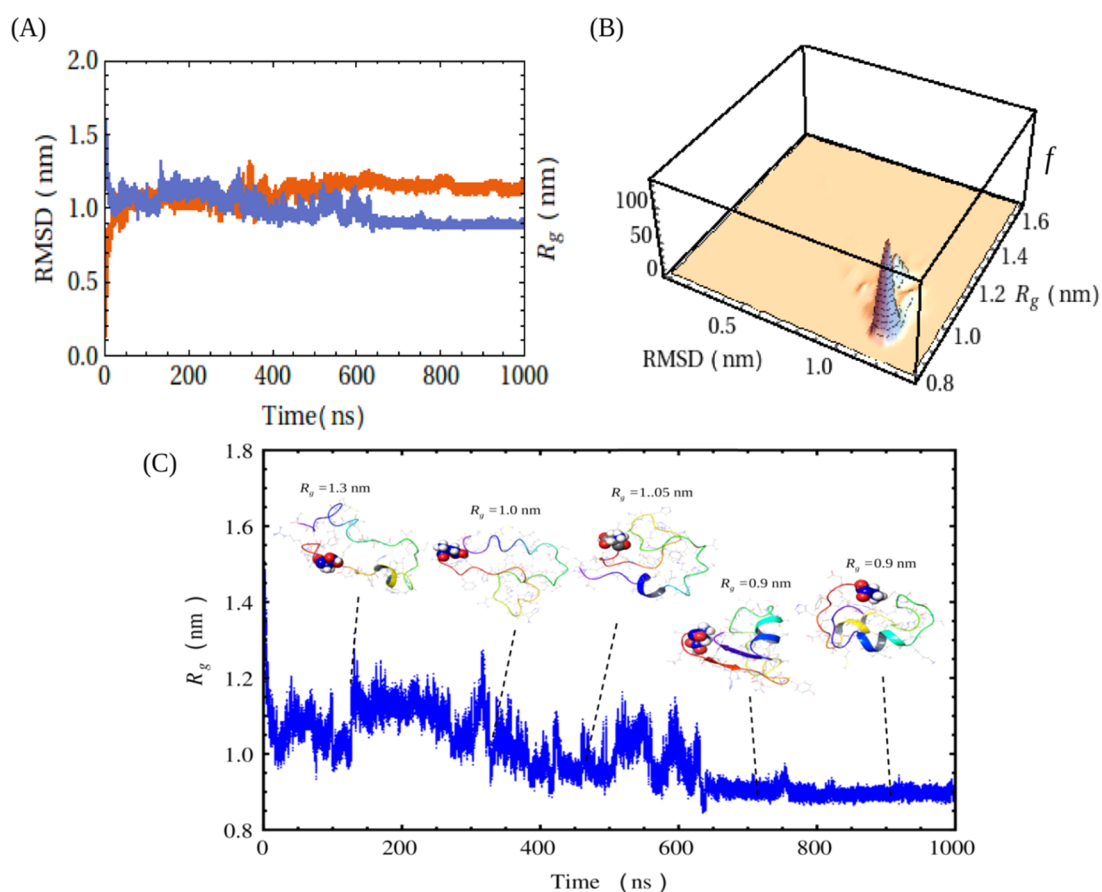 (A)
2.0
1.5
1.0
0.5
0.0
RMSD (nm)
R_g (nm)
0 200 400 600 800 1000
Time(ns)
(B)
f
100
50
0
0.5
1.0
RMSD (nm)
1.6
1.4
1.2
1.0
0.8
R_g (nm)
(C)
1.8
1.6
1.4
1.2
1.0
0.8
R_g (nm)
R_g =1.3 nm
R_g =1.0 nm
R_g =1..05 nm
R_g =0.9 nm
R_g =0.9 nm
0 200 400 600 800 1000
Time (ns)